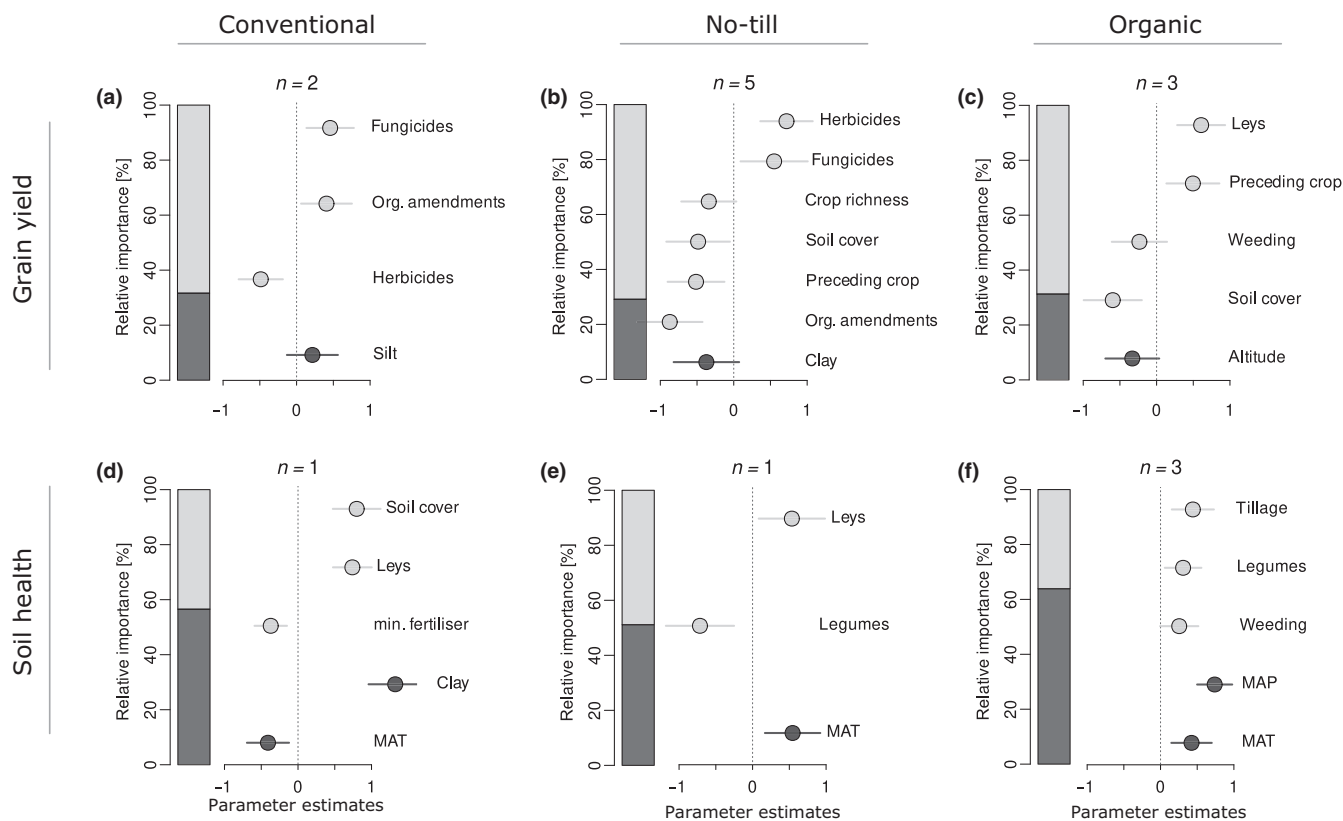 Conventional
No-till
Organic
Grain yield
(a)
n = 2
Relative importance [%]
0 20 40 60 80 100
Fungicides
Org. amendments
Herbicides
Silt
−1 0 1
(b)
n = 5
Relative importance [%]
0 20 40 60 80 100
Herbicides
Fungicides
Crop richness
Soil cover
Preceding crop
Org. amendments
Clay
−1 0 1
(c)
n = 3
Relative importance [%]
0 20 40 60 80 100
Leys
Preceding crop
Weeding
Soil cover
Altitude
−1 0 1
Soil health
(d)
n = 1
Relative importance [%]
0 20 40 60 80 100
Soil cover
Leys
min. fertiliser
Clay
MAT
−1 0 1
Parameter estimates
(e)
n = 1
Relative importance [%]
0 20 40 60 80 100
Leys
Legumes
MAT
−1 0 1
Parameter estimates
(f)
n = 3
Relative importance [%]
0 20 40 60 80 100
Tillage
Legumes
Weeding
MAP
MAT
−1 0 1
Parameter estimates